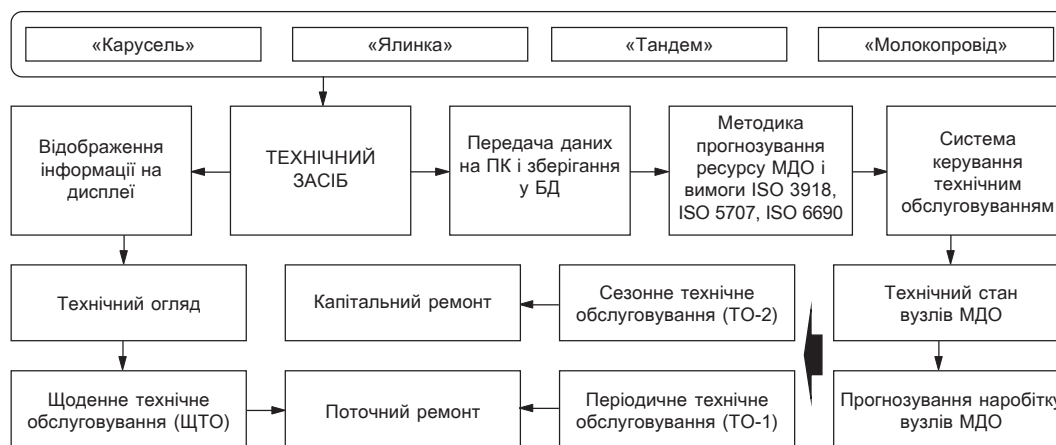 «Карусель»
«Ялинка»
«Тандем»
«Молокопровід»
Відображення
інформації на
дисплеї
ТЕХНІЧНИЙ
ЗАСІБ
Передача даних
на ПК і зберігання
у БД
Методика
прогнозування
ресурсу МДО і
вимоги ISO 3918,
ISO 5707, ISO 6690
Система
керування
технічним
обслуговуванням
Технічний огляд
Капітальний ремонт
Сезонне технічне
обслуговування (ТО-2)
Технічний стан
вузлів МДО
Щоденне технічне
обслуговування (ЩТО)
Поточний ремонт
Періодичне технічне
обслуговування (ТО-1)
Прогнозування наробітку
вузлів МДО